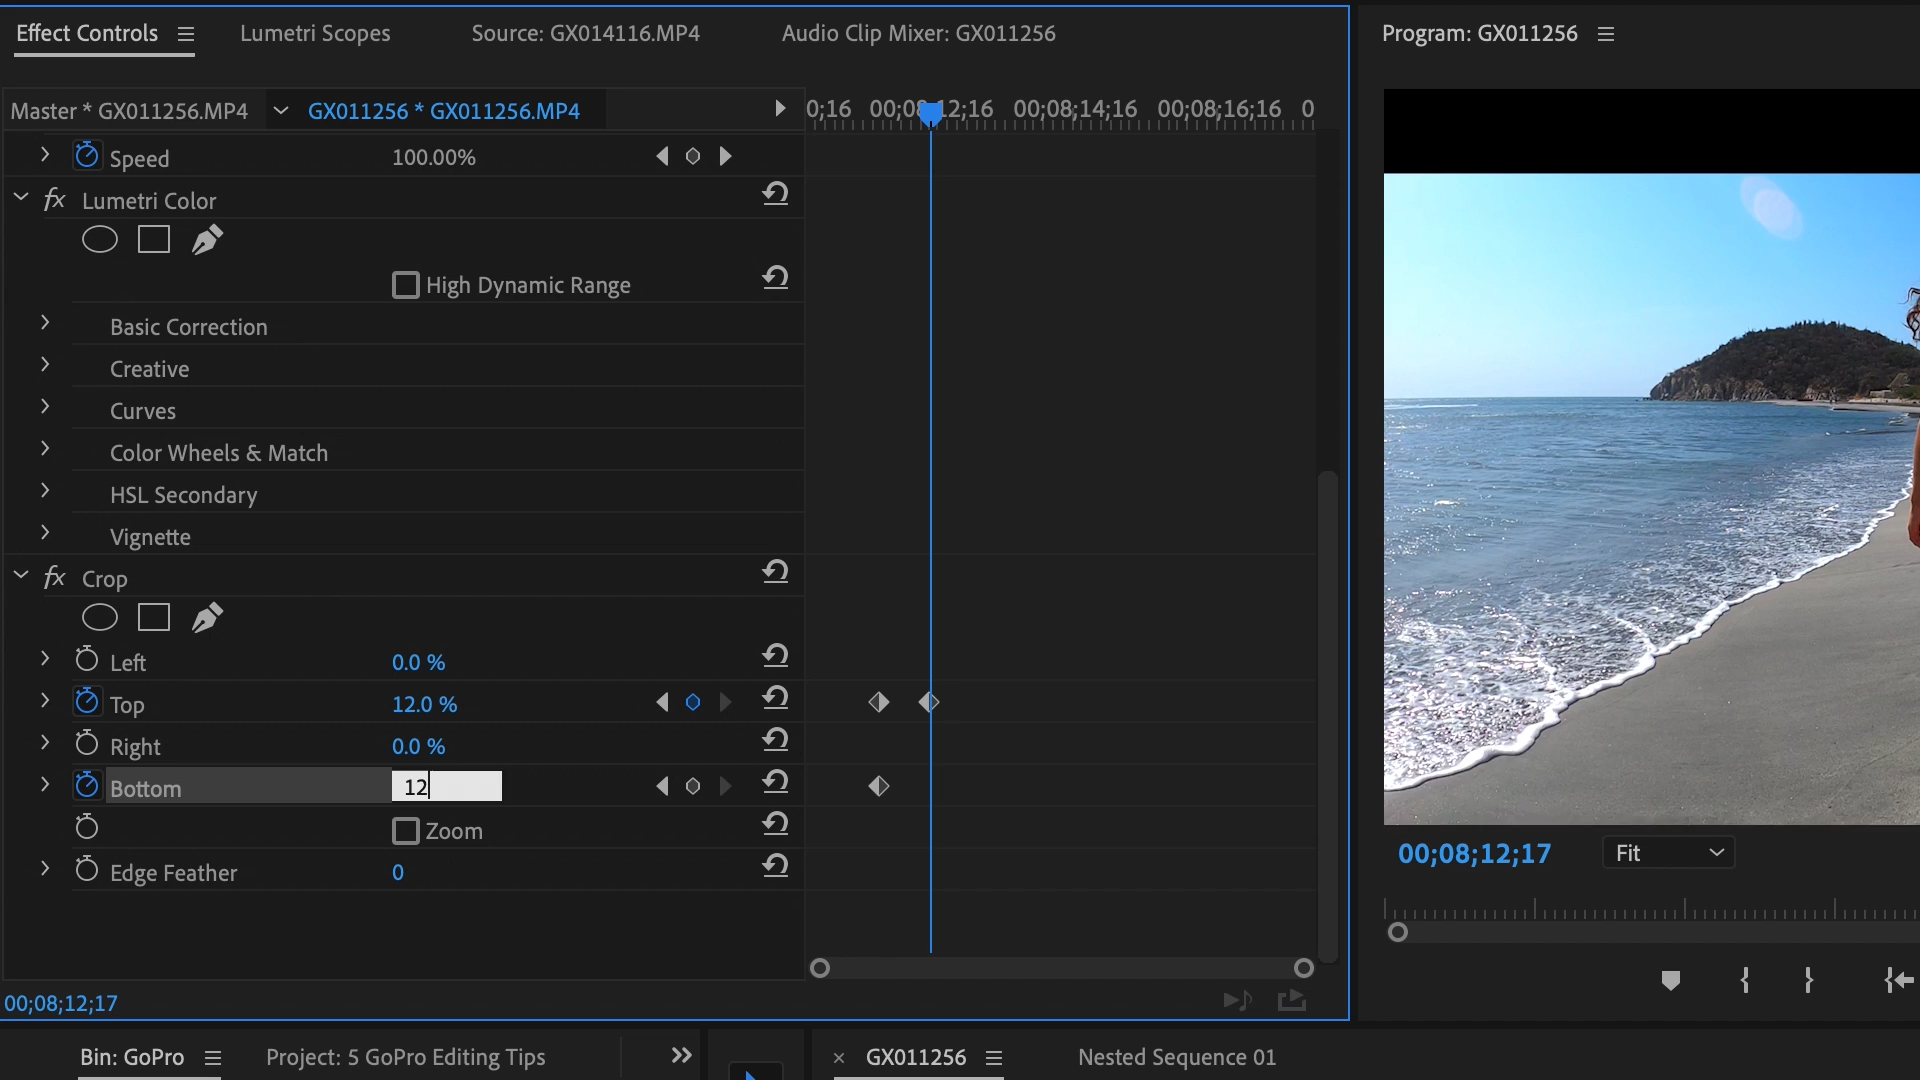 Effect Controls Lumetri Scopes Source: GX014116.MP4 Audio Clip Mixer: GX011256 Program: GX011256
Master * GX011256.MP4 GX011256 * GX011256.MP4 0;16 00;08;12;16 00;08;14;16 00;08;16;16 0
Speed 100.00%
fx Lumetri Color
High Dynamic Range
Basic Correction
Creative
Curves
Color Wheels & Match
HSL Secondary
Vignette
fx Crop
Left 0.0 %
Top 12.0 %
Right 0.0 %
Bottom 12
Zoom
Edge Feather 0
00;08;12;17 Fit
00;08;12;17
Bin: GoPro Project: 5 GoPro Editing Tips GX011256 Nested Sequence 01